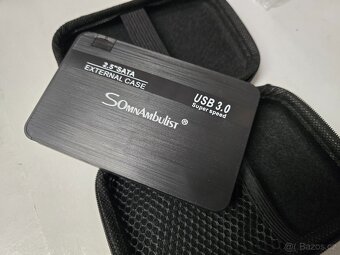 2.5"SATA
EXTERNAL CASE
USB 3.0
Super speed
SOmnAmbulist®
Bazos.cz